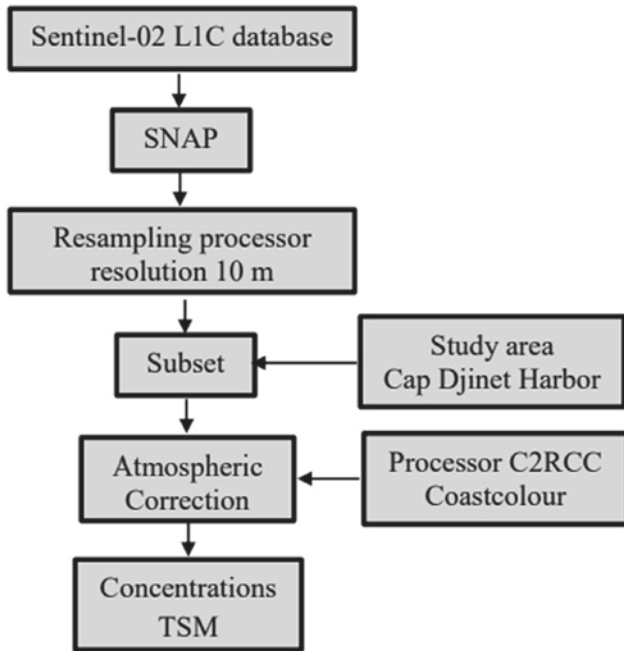 Sentinel-02 L1C database
SNAP
Resampling processor
resolution 10 m
Subset
Study area
Cap Djinet Harbor
Atmospheric
Correction
Processor C2RCC
Coastcolour
Concentrations
TSM